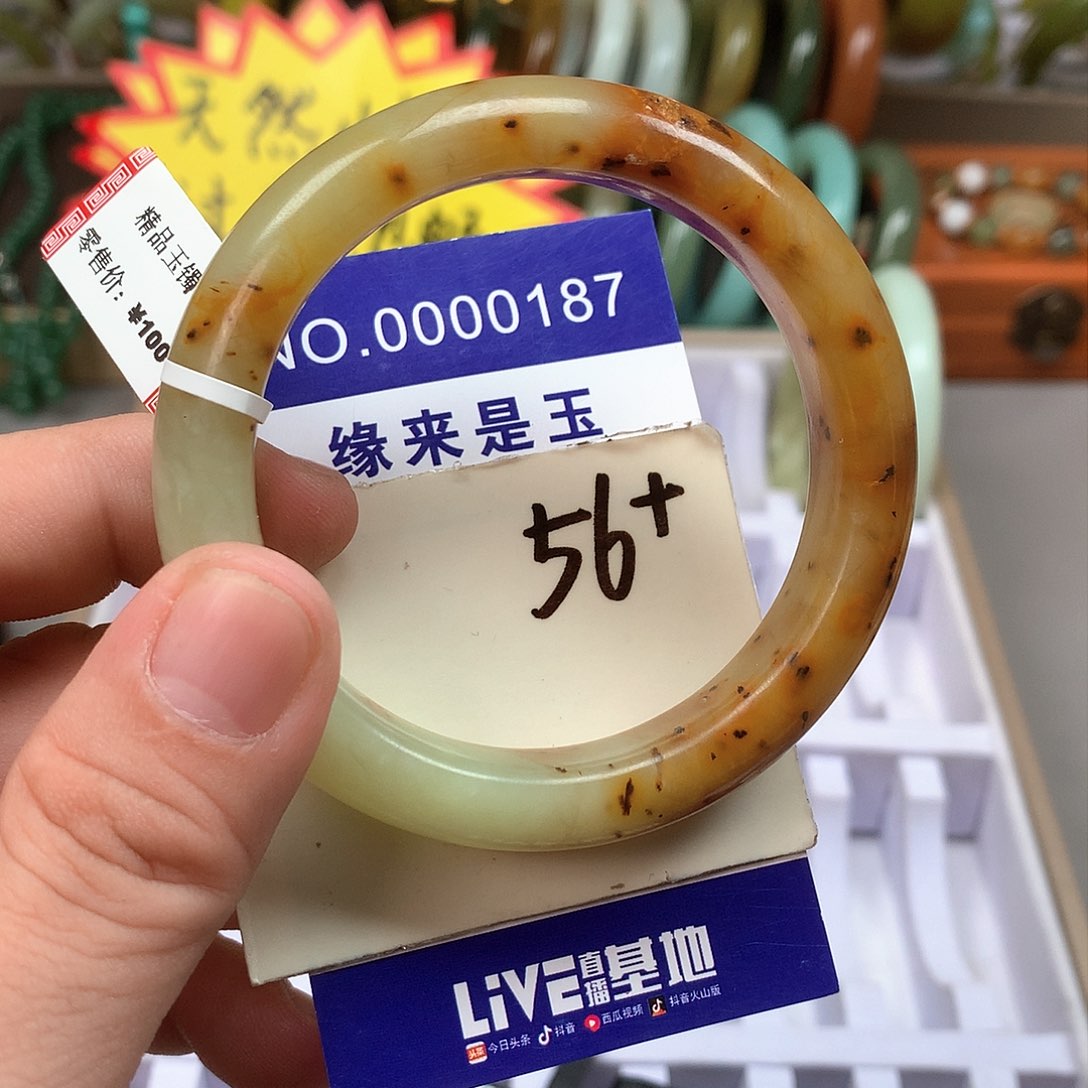 天然
精品玉镯
零售价：¥100
NO.0000187
缘来是玉
56+
LiVE直播基地
今日头条 抖音 西瓜视频 抖音火山版